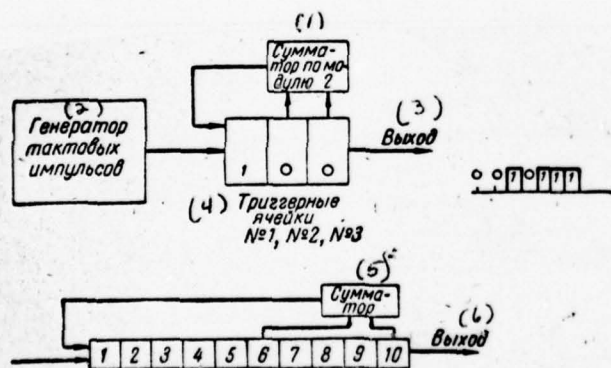 (1)
Сумма-
тор по мо-
дулю 2
(2)
Генератор
тактовых
импульсов
(3)
Выход
1 0 0
0 0 1 0 1 1 1
(4) Триггерные
ячейки
№1, №2, №3
(5)
Сумма-
тор
(6)
Выход
1 2 3 4 5 6 7 8 9 10